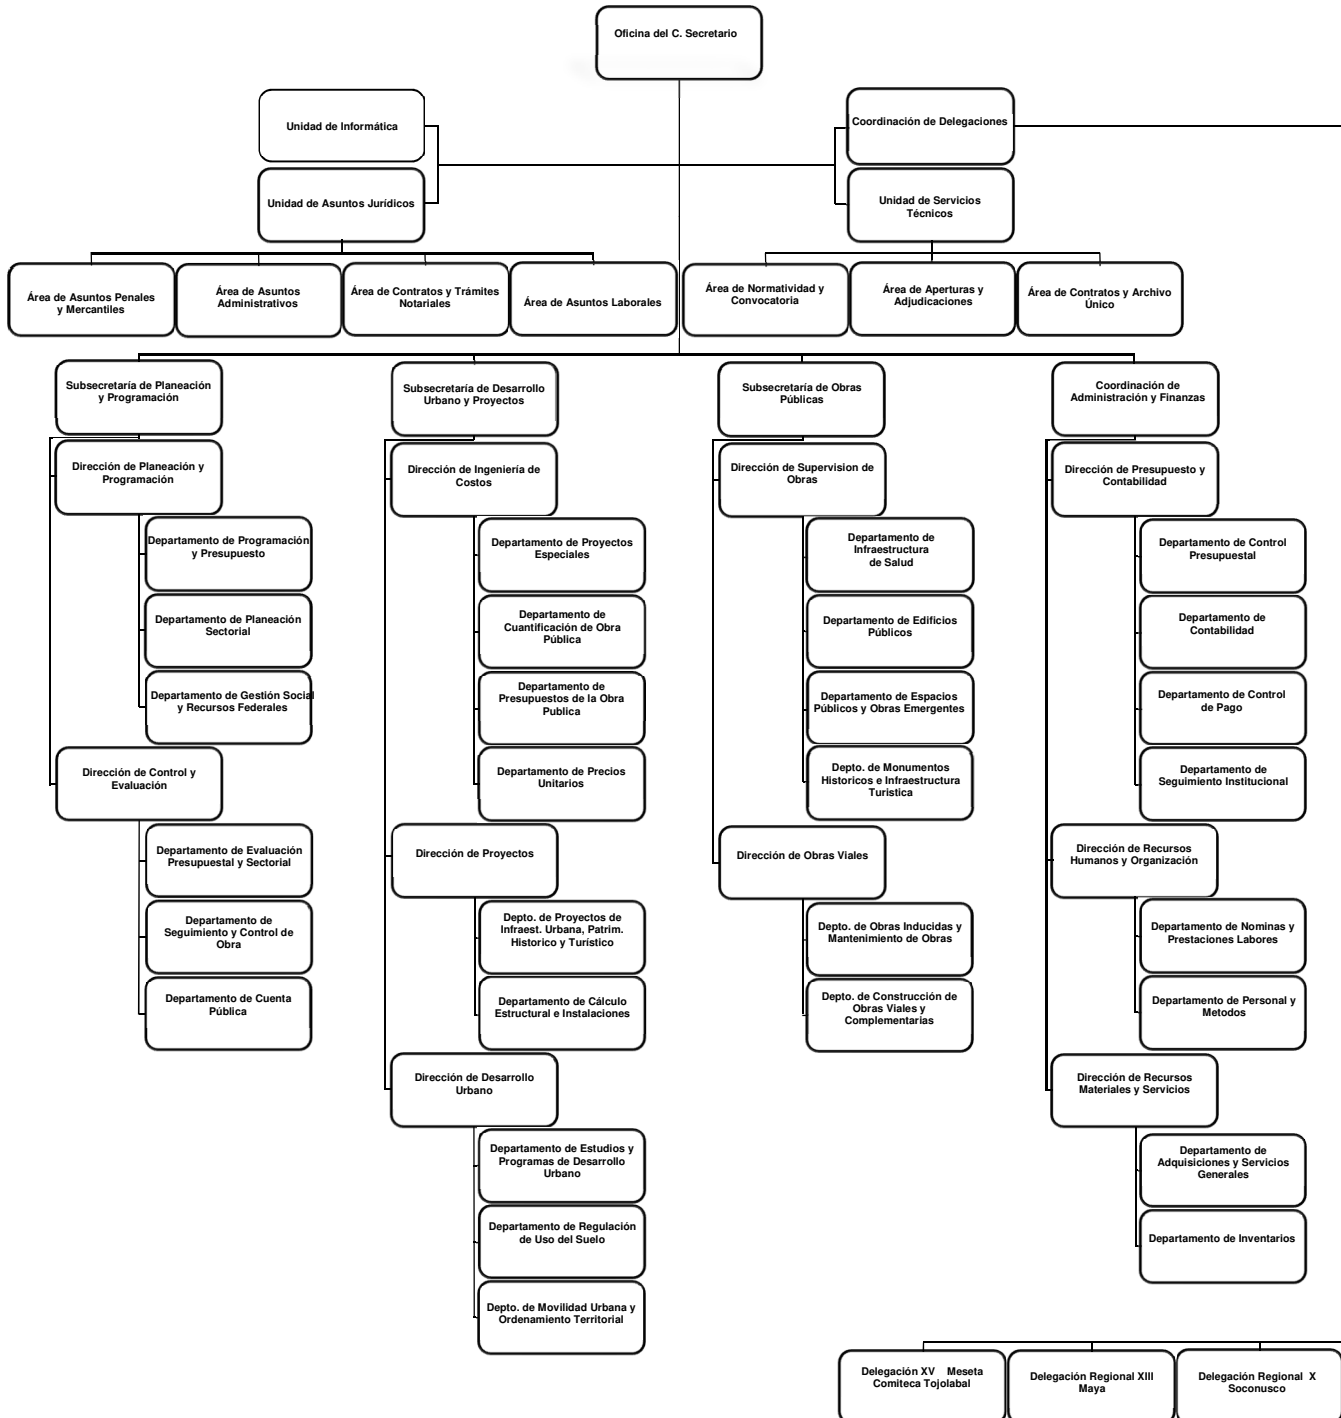 Oficina del C. Secretario
Unidad de Informática
Coordinación de Delegaciones
Unidad de Asuntos Jurídicos
Unidad de Servicios
Técnicos
Área de Asuntos Penales
y Mercantiles
Área de Asuntos
Administrativos
Área de Contratos y Trámites
Notariales
Área de Asuntos Laborales
Área de Normatividad y
Convocatoria
Área de Aperturas y
Adjudicaciones
Área de Contratos y Archivo
Único
Subsecretaría de Planeación
y Programación
Dirección de Planeación y
Programación
Departamento de Programación
y Presupuesto
Departamento de Planeación
Sectorial
Departamento de Gestión Social
y Recursos Federales
Dirección de Control y
Evaluación
Departamento de Evaluación
Presupuestal y Sectorial
Departamento de
Seguimiento y Control de
Obra
Departamento de Cuenta
Pública
Subsecretaría de Desarrollo
Urbano y Proyectos
Dirección de Ingeniería de
Costos
Departamento de Proyectos
Especiales
Departamento de
Cuantificación de Obra
Pública
Departamento de
Presupuestos de la Obra
Publica
Departamento de Precios
Unitarios
Dirección de Proyectos
Depto. de Proyectos de
Infraest. Urbana, Patrim.
Historico y Turístico
Departamento de Cálculo
Estructural e Instalaciones
Dirección de Desarrollo
Urbano
Departamento de Estudios y
Programas de Desarrollo
Urbano
Departamento de Regulación
de Uso del Suelo
Depto. de Movilidad Urbana y
Ordenamiento Territorial
Subsecretaría de Obras
Públicas
Dirección de Supervision de
Obras
Departamento de
Infraestructura
de Salud
Departamento de Edificios
Públicos
Departamento de Espacios
Públicos y Obras Emergentes
Depto. de Monumentos
Historicos e Infraestructura
Turistica
Dirección de Obras Viales
Depto. de Obras Inducidas y
Mantenimiento de Obras
Depto. de Construcción de
Obras Viales y
Complementarias
Coordinación de
Administración y Finanzas
Dirección de Presupuesto y
Contabilidad
Departamento de Control
Presupuestal
Departamento de
Contabilidad
Departamento de Control
de Pago
Departamento de
Seguimiento Institucional
Dirección de Recursos
Humanos y Organización
Departamento de Nominas y
Prestaciones Labores
Departamento de Personal y
Metodos
Dirección de Recursos
Materiales y Servicios
Departamento de
Adquisiciones y Servicios
Generales
Departamento de Inventarios
Delegación XV Meseta
Comiteca Tojolabal
Delegación Regional XIII
Maya
Delegación Regional X
Soconusco